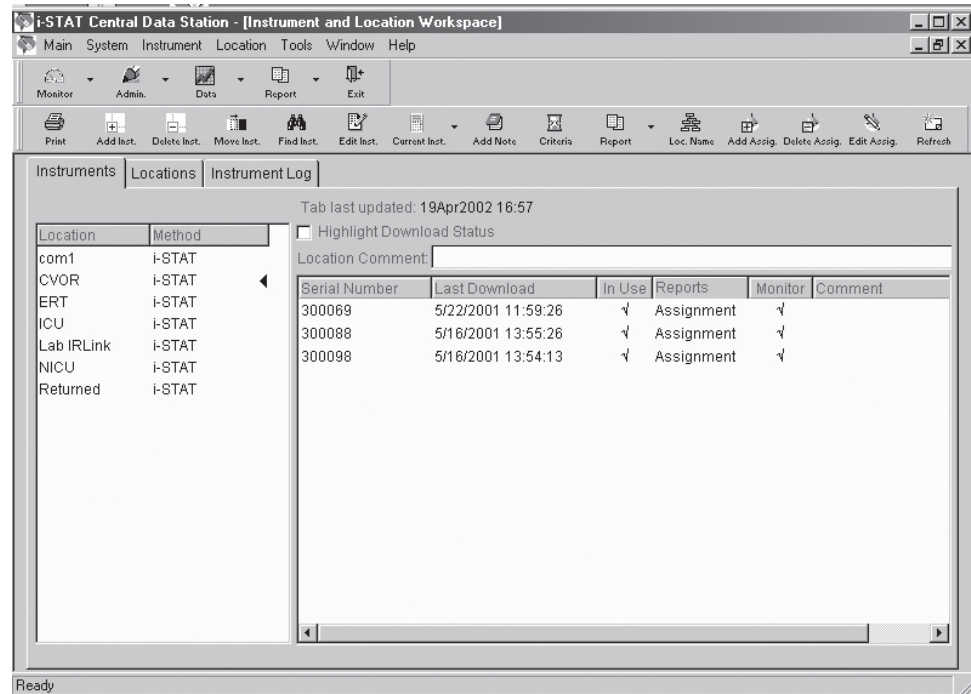 i-STAT Central Data Station - [Instrument and Location Workspace]
Main System Instrument Location Tools Window Help
Monitor Admin. Data Report Exit
Print Add Inst. Delete Inst. Move Inst. Find Inst. Edit Inst. Current Inst. Add Note Criteria Report Loc. Name Add Assig. Delete Assig. Edit Assig. Refresh
Instruments Locations Instrument Log
Tab last updated: 19Apr2002 16:57
Highlight Download Status
Location Comment:
Location Method
com1 i-STAT
CVOR i-STAT
ERT i-STAT
ICU i-STAT
Lab IRLink i-STAT
NICU i-STAT
Returned i-STAT
Serial Number Last Download In Use Reports Monitor Comment
300069 5/22/2001 11:59:26 √ Assignment √
300088 5/16/2001 13:55:26 √ Assignment √
300098 5/16/2001 13:54:13 √ Assignment √
Ready